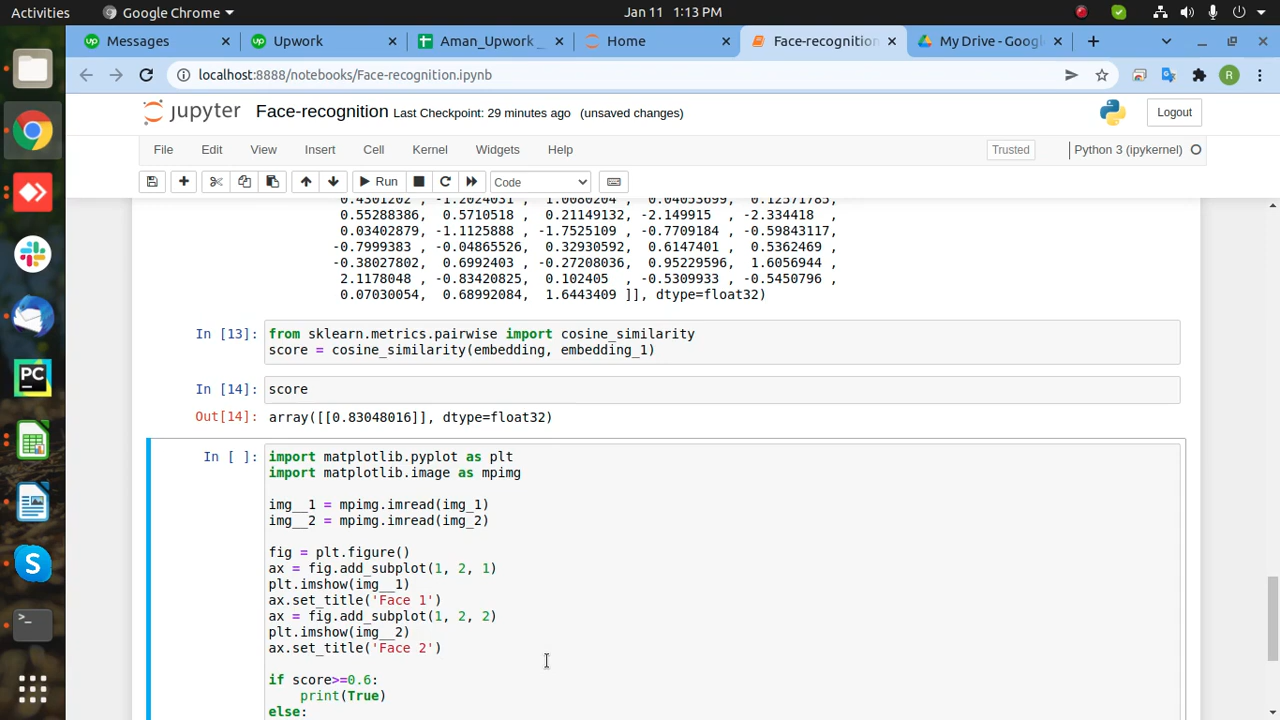 Activities Google Chrome Jan 11 1:13 PM
Messages Upwork Aman_Upwork_ Home Face-recognition My Drive - Googl
localhost:8888/notebooks/Face-recognition.ipynb R
jupyter Face-recognition Last Checkpoint: 29 minutes ago (unsaved changes) Logout
File Edit View Insert Cell Kernel Widgets Help Trusted Python 3 (ipykernel)
Run Code
0.4301202 , -1.2024031 , 1.0080204 , 0.04053699, 0.12571785,
0.55288386, 0.5710518 , 0.21149132, -2.149915 , -2.334418 ,
0.03402879, -1.1125888 , -1.7525109 , -0.7709184 , -0.59843117,
-0.7999383 , -0.04855526, 0.32930592, 0.6147401 , 0.5362469 ,
-0.38027802, 0.6992403 , -0.27208036, 0.95229596, 1.6056944 ,
2.1178048 , -0.83420825, 0.102405 , -0.5309933 , -0.5450796 ,
0.07030054, 0.68992084, 1.6443409 ]], dtype=float32)
In [13]: from sklearn.metrics.pairwise import cosine_similarity
score = cosine_similarity(embedding, embedding_1)
In [14]: score
Out[14]: array([[0.83048016]], dtype=float32)
In [ ]: import matplotlib.pyplot as plt
import matplotlib.image as mpimg
img__1 = mpimg.imread(img_1)
img__2 = mpimg.imread(img_2)
fig = plt.figure()
ax = fig.add_subplot(1, 2, 1)
plt.imshow(img__1)
ax.set_title('Face 1')
ax = fig.add_subplot(1, 2, 2)
plt.imshow(img__2)
ax.set_title('Face 2')
if score>=0.6:
print(True)
else: